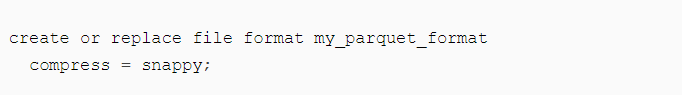 create or replace file format my_parquet_format
compress = snappy;